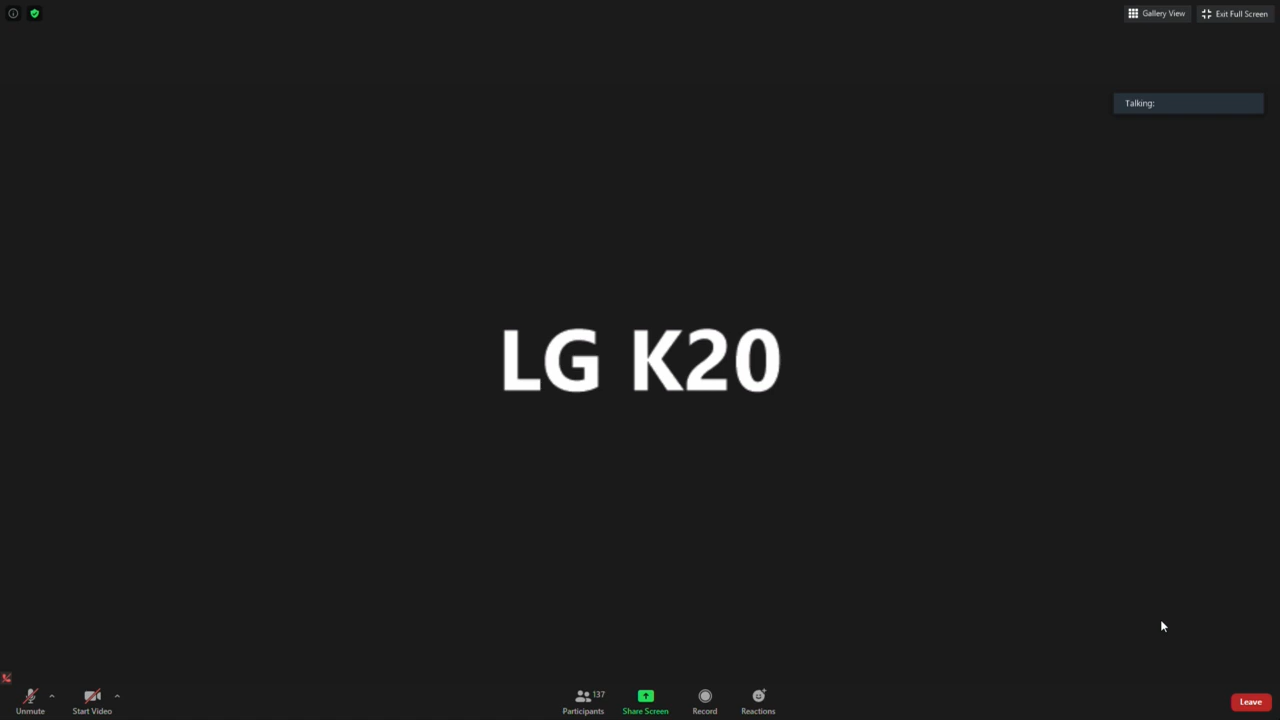 Gallery View
Exit Full Screen
Talking:
LG K20
137
Unmute
Start Video
Participants
Share Screen
Record
Reactions
Leave